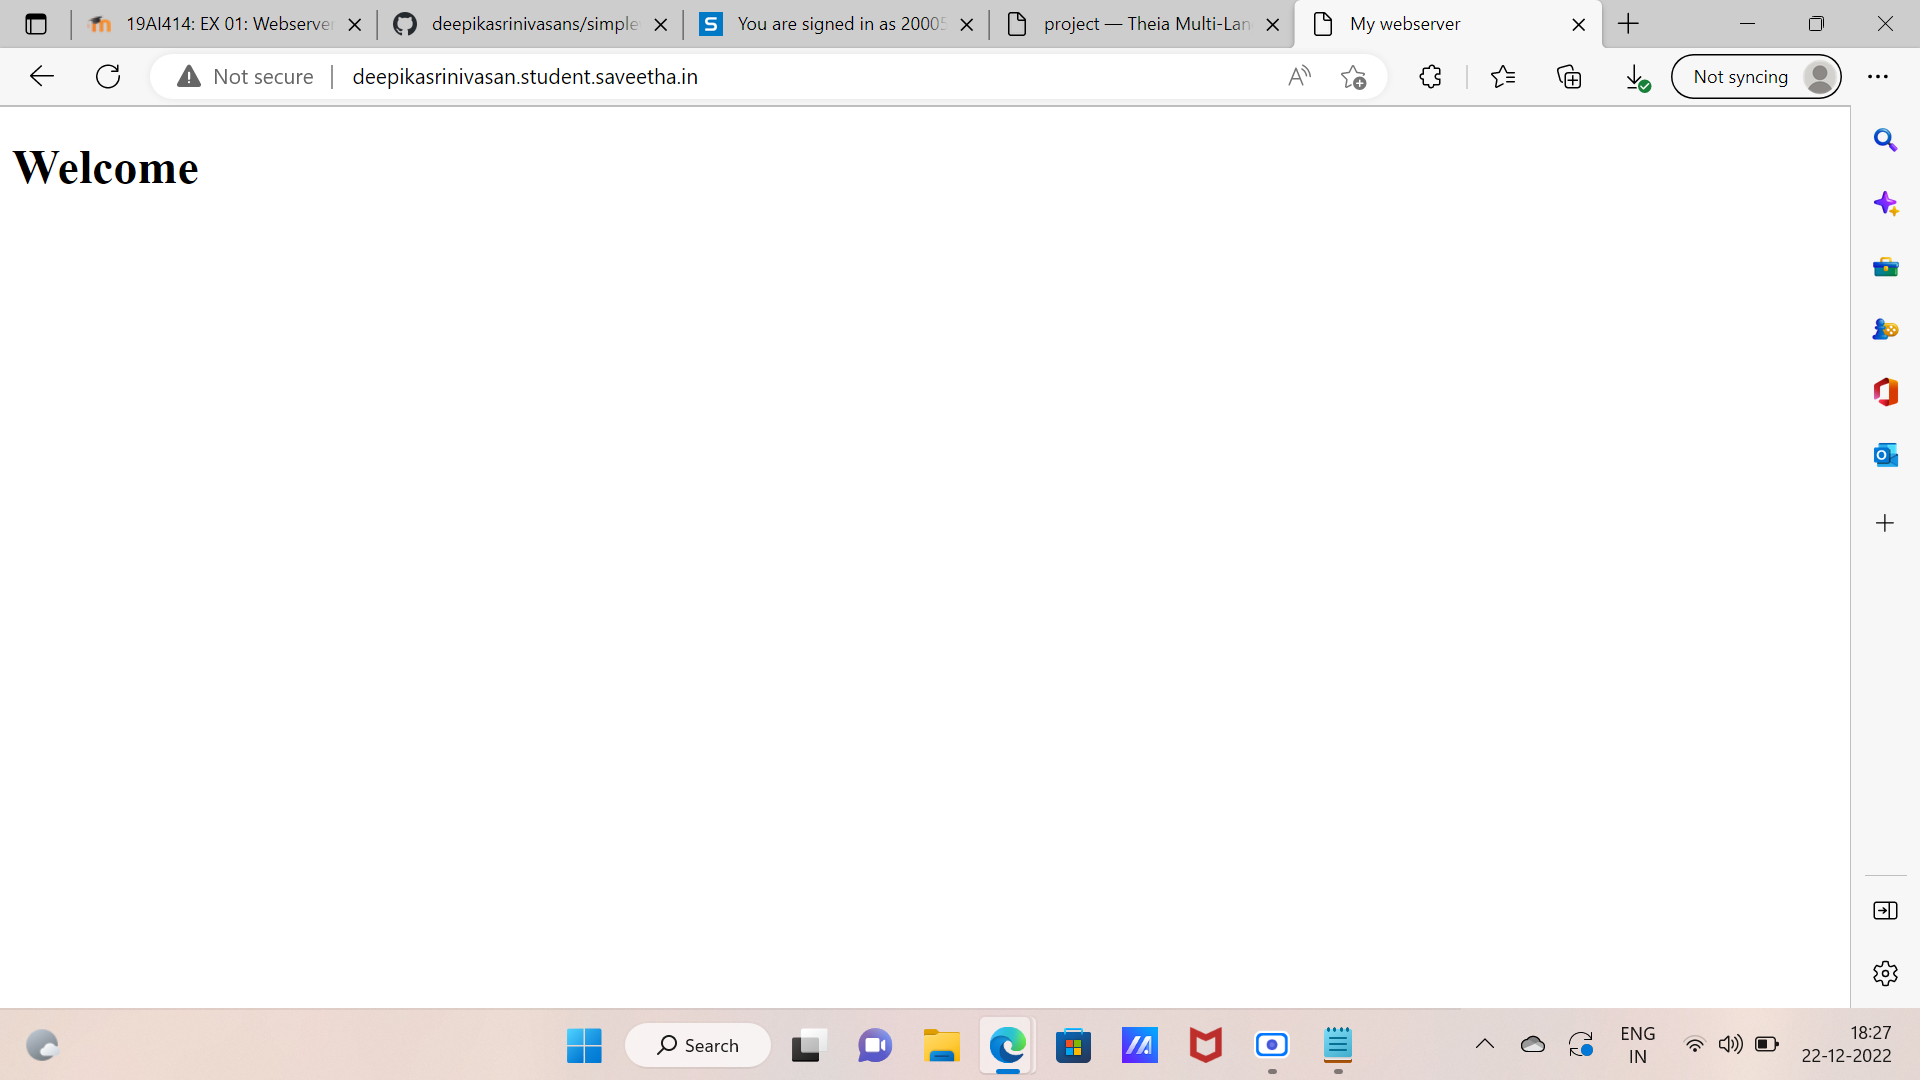 19AI414: EX 01: Webserver
deepikasrinivasans/simple
You are signed in as 20005
project — Theia Multi-Lan
My webserver
Not secure
deepikasrinivasan.student.saveetha.in
Not syncing
Welcome
Search
ENG
IN
18:27
22-12-2022